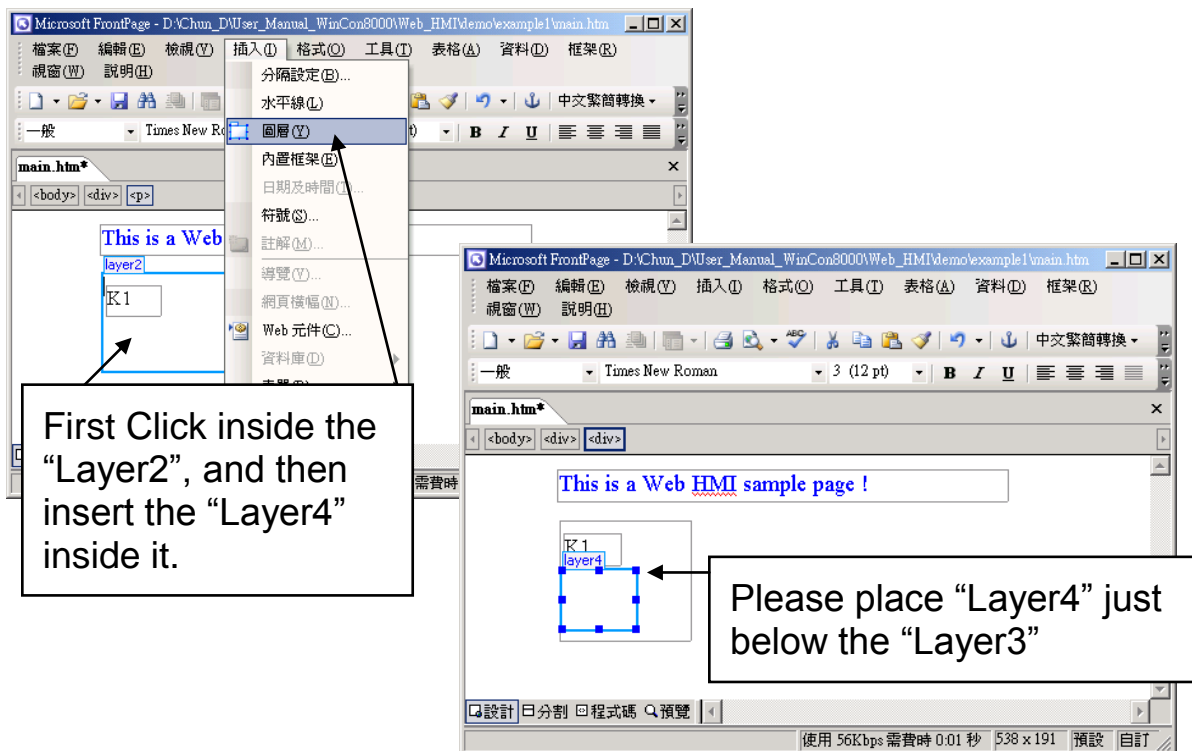 Microsoft FrontPage - D:\Chun_D\User_Manual_WinCon8000\Web_HMI\demo\example1\main.htm
檔案(F) 編輯(E) 檢視(V) 插入(I) 格式(O) 工具(T) 表格(A) 資料(D) 框架(R)
視窗(W) 說明(H)
中文繁簡轉換
一般 Times New B I U
main.htm*
<body> <div> <p>
分隔設定(B)...
水平線(L)
圖層(Y)
內置框架(E)
日期及時間(T)...
符號(S)...
註解(M)...
導覽(V)...
網頁橫幅(N)...
Web 元件(C)...
資料庫(D)
This is a Web
layer2
K1
First Click inside the
“Layer2”, and then
insert the “Layer4”
inside it.
需費時
Microsoft FrontPage - D:\Chun_D\User_Manual_WinCon8000\Web_HMI\demo\example1\main.htm
檔案(F) 編輯(E) 檢視(V) 插入(I) 格式(O) 工具(T) 表格(A) 資料(D) 框架(R)
視窗(W) 說明(H)
中文繁簡轉換
一般 Times New Roman 3 (12 pt) B I U
main.htm*
<body> <div> <div>
This is a Web HMI sample page !
K1
layer4
Please place “Layer4” just
below the “Layer3”
設計 分割 程式碼 預覽
使用 56Kbps 需費時 0:01 秒 538 x 191 預設 自訂